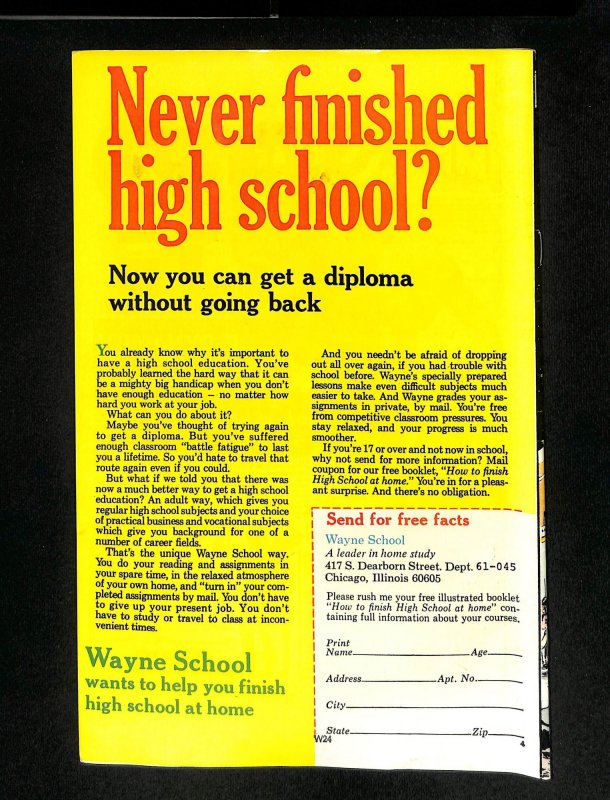 Never finished
high school?
Now you can get a diploma
without going back
You already know why it's important to
have a high school education. You've
probably learned the hard way that it can
be a mighty big handicap when you don't
have enough education – no matter how
hard you work at your job.
What can you do about it?
Maybe you've thought of trying again
to get a diploma. But you've suffered
enough classroom "battle fatigue" to last
you a lifetime. So you'd hate to travel that
route again even if you could.
But what if we told you that there was
now a much better way to get a high school
education? An adult way, which gives you
regular high school subjects and your choice
of practical business and vocational subjects
which give you background for one of a
number of career fields.
That's the unique Wayne School way.
You do your reading and assignments in
your spare time, in the relaxed atmosphere
of your own home, and "turn in" your com-
pleted assignments by mail. You don't have
to give up your present job. You don't
have to study or travel to class at incon-
venient times.
Wayne School
wants to help you finish
high school at home
And you needn't be afraid of dropping
out all over again, if you had trouble with
school before. Wayne's specially prepared
lessons make even difficult subjects much
easier to take. And Wayne grades your as-
signments in private, by mail. You're free
from competitive classroom pressures. You
stay relaxed, and your progress is much
smoother.
If you're 17 or over and not now in school,
why not send for more information? Mail
coupon for our free booklet, "How to finish
High School at home." You're in for a pleas-
ant surprise. And there's no obligation.
Send for free facts
Wayne School
A leader in home study
417 S. Dearborn Street. Dept. 61-045
Chicago, Illinois 60605
Please rush me your free illustrated booklet
"How to finish High School at home" con-
taining full information about your courses.
Print
Name Age
Address Apt. No.
City
State Zip
W24 4